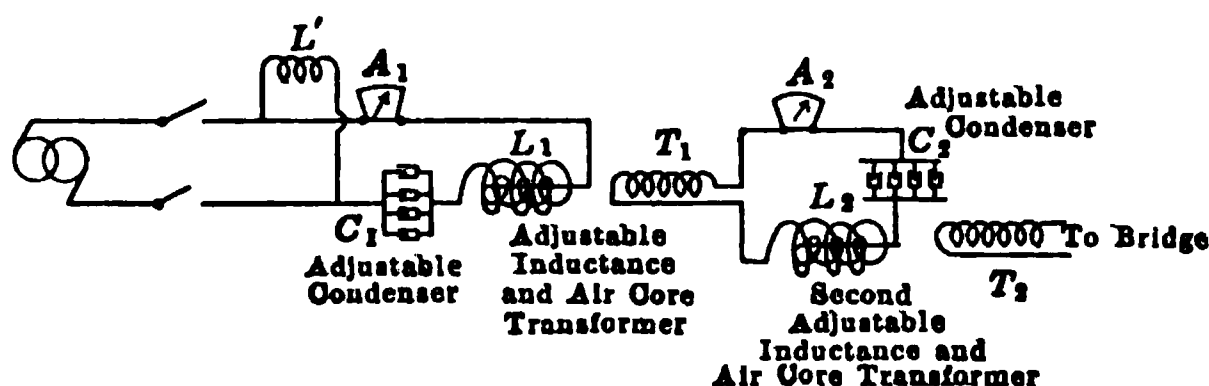 L'
A1
L1
C1
Adjustable
Condenser
Adjustable
Inductance
and Air Core
Transformer
T1
A2
Adjustable
Condenser
C2
L2
Second
Adjustable
Inductance and
Air Core Transformer
To Bridge
T2